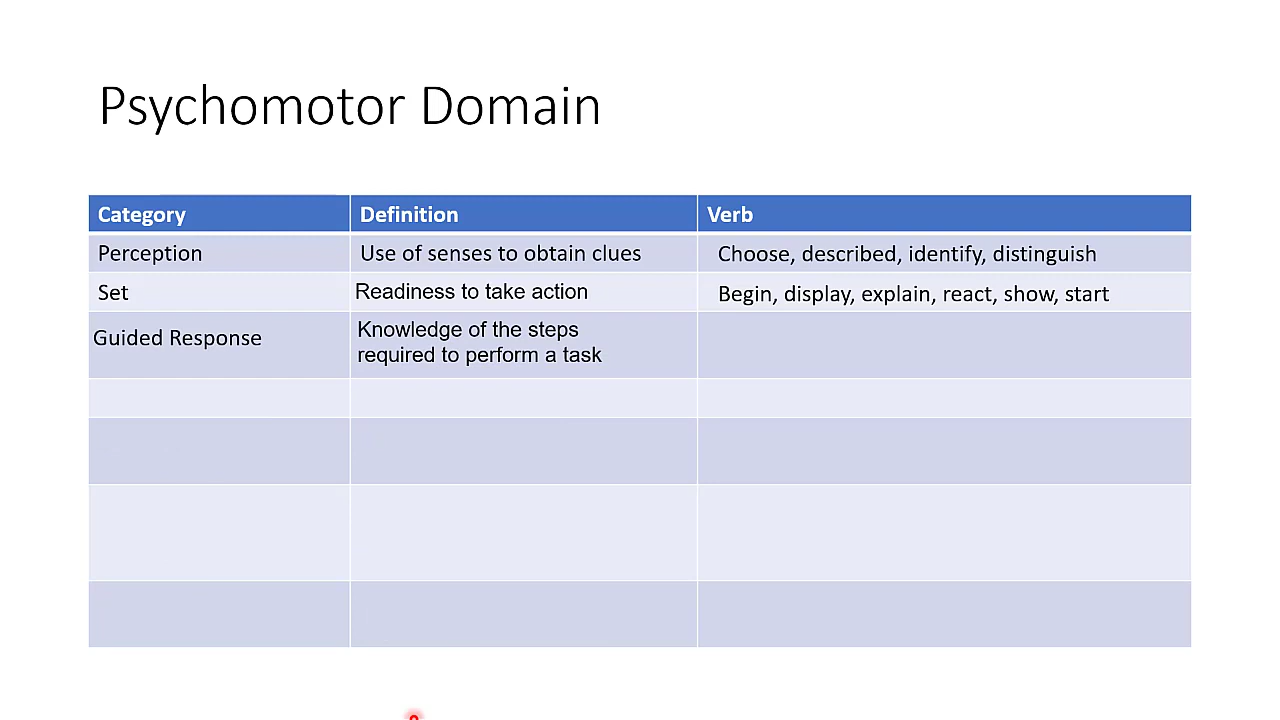 Psychomotor Domain
Category Definition Verb
Perception Use of senses to obtain clues Choose, described, identify, distinguish
Set Readiness to take action Begin, display, explain, react, show, start
Guided Response Knowledge of the steps
required to perform a task